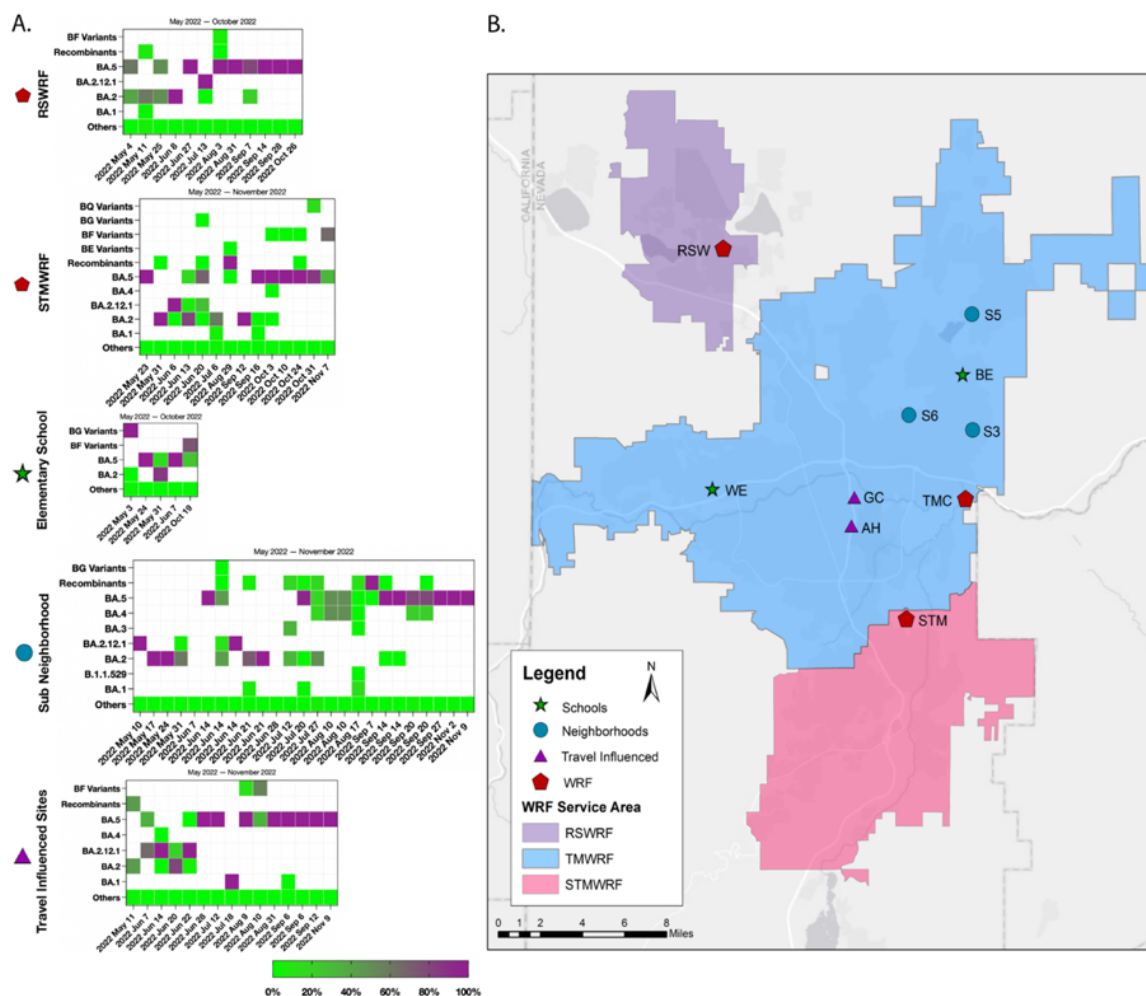 A.
May 2022 — October 2022
RSWRF
BF Variants
Recombinants
BA.5
BA.2.12.1
BA.2
BA.1
Others
2022 May 4
2022 May 11
2022 May 25
2022 Jun 8
2022 Jun 27
2022 Jul 13
2022 Aug 3
2022 Aug 31
2022 Sep 7
2022 Sep 14
2022 Sep 28
2022 Oct 26
May 2022 — November 2022
STMWRF
BQ Variants
BG Variants
BF Variants
BE Variants
Recombinants
BA.5
BA.4
BA.2.12.1
BA.2
BA.1
Others
2022 May 23
2022 May 31
2022 Jun 6
2022 Jun 13
2022 Jun 20
2022 Jul 6
2022 Aug 29
2022 Sep 12
2022 Sep 16
2022 Oct 3
2022 Oct 10
2022 Oct 24
2022 Oct 31
2022 Nov 7
May 2022 — October 2022
Elementary School
BG Variants
BF Variants
BA.5
BA.2
Others
2022 May 3
2022 May 24
2022 May 31
2022 Jun 7
2022 Oct 19
May 2022 — November 2022
Sub Neighborhood
BG Variants
Recombinants
BA.5
BA.4
BA.3
BA.2.12.1
BA.2
B.1.1.529
BA.1
Others
2022 May 10
2022 May 17
2022 May 24
2022 May 31
2022 Jun 7
2022 Jun 14
2022 Jun 14
2022 Jun 14
2022 Jun 21
2022 Jun 21
2022 Jun 28
2022 Jul 12
2022 Jul 20
2022 Jul 27
2022 Aug 10
2022 Aug 10
2022 Aug 17
2022 Sep 7
2022 Sep 14
2022 Sep 14
2022 Sep 20
2022 Sep 20
2022 Sep 27
2022 Nov 2
2022 Nov 9
May 2022 — November 2022
Travel Influenced Sites
BF Variants
Recombinants
BA.5
BA.4
BA.2.12.1
BA.2
BA.1
Others
2022 May 11
2022 Jun 7
2022 Jun 14
2022 Jun 20
2022 Jun 22
2022 Jun 28
2022 Jul 12
2022 Jul 18
2022 Aug 9
2022 Aug 10
2022 Aug 31
2022 Sep 6
2022 Sep 6
2022 Sep 12
2022 Nov 9
0% 20% 40% 60% 80% 100%
B.
CALIFORNIA
NEVADA
RSW
S5
BE
S6
S3
WE
GC
TMC
AH
STM
Legend
N
Schools
Neighborhoods
Travel Influenced
WRF
WRF Service Area
RSWRF
TMWRF
STMWRF
0 1 2 4 6 8
Miles